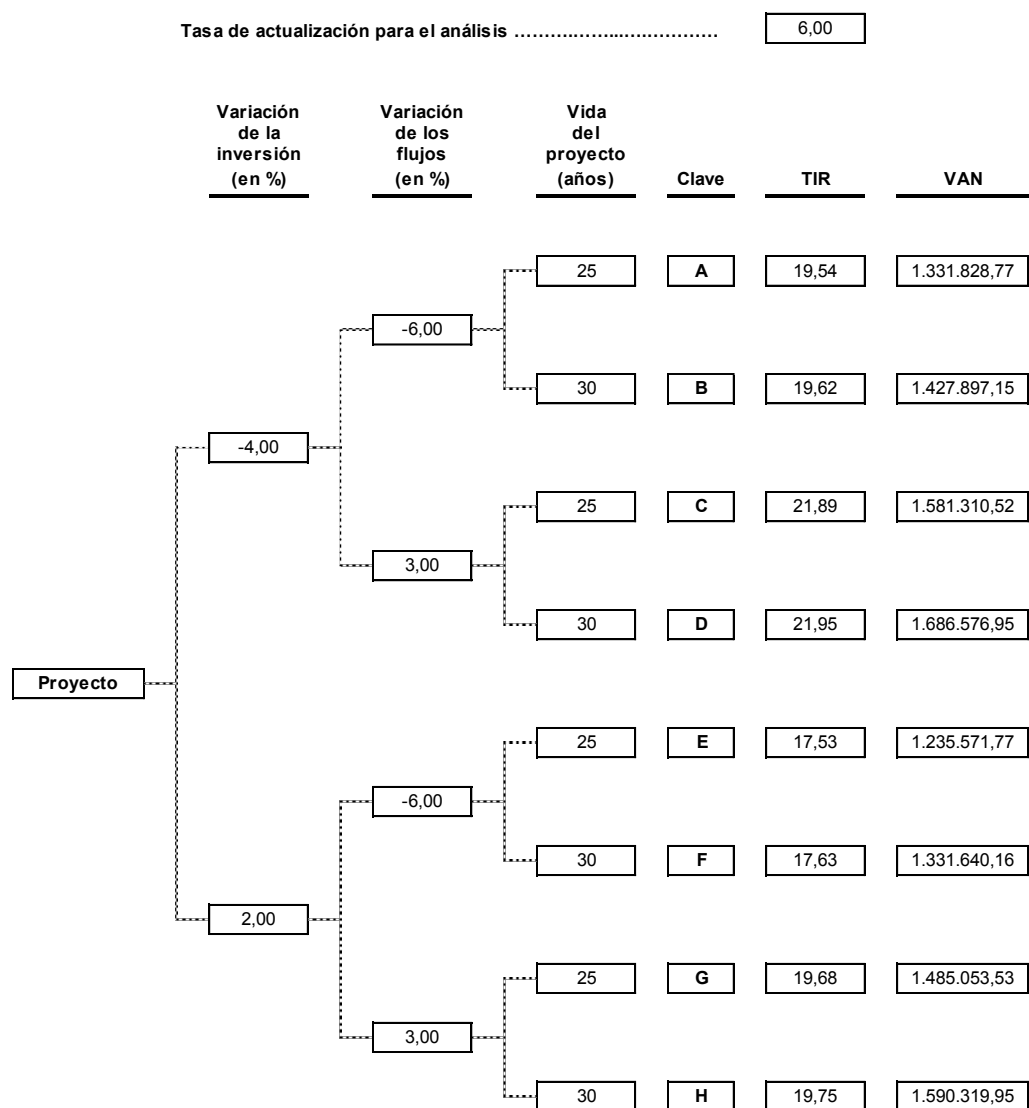 Tasa de actualización para el análisis ……….……...….………… 6,00
Variación de la inversión (en %)
Variación de los flujos (en %)
Vida del proyecto (años)
Clave
TIR
VAN
25 A 19,54 1.331.828,77
-6,00
30 B 19,62 1.427.897,15
-4,00
25 C 21,89 1.581.310,52
3,00
30 D 21,95 1.686.576,95
Proyecto
25 E 17,53 1.235.571,77
-6,00
30 F 17,63 1.331.640,16
2,00
25 G 19,68 1.485.053,53
3,00
30 H 19,75 1.590.319,95